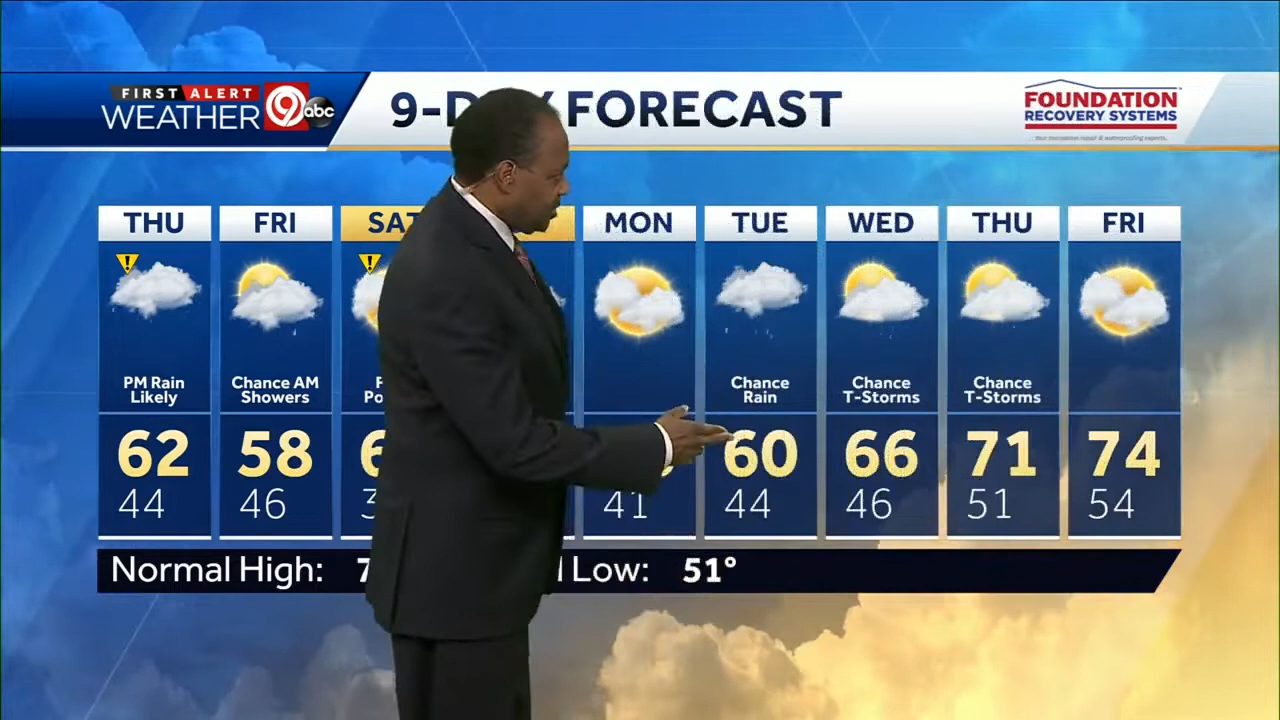 FIRST ALERT
WEATHER 9 abc
9-DAY FORECAST
FOUNDATION
RECOVERY SYSTEMS
THU
FRI
SAT
MON
TUE
WED
THU
FRI
PM Rain
Likely
Chance AM
Showers
Chance
Rain
Chance
T-Storms
Chance
T-Storms
62
58
60
66
71
74
44
46
41
44
46
51
54
Normal High:
Low: 51°